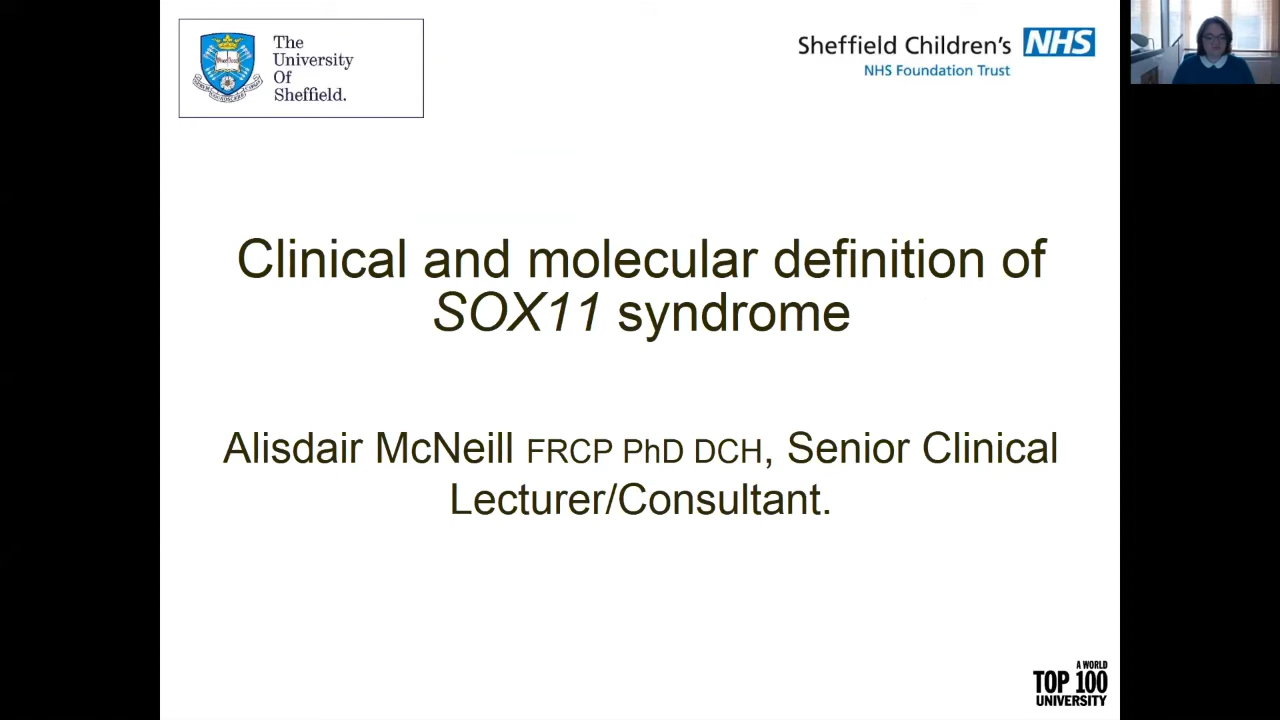 The
University
Of
Sheffield.
Sheffield Children's NHS
NHS Foundation Trust
Clinical and molecular definition of
SOX11 syndrome
Alisdair McNeill FRCP PhD DCH, Senior Clinical
Lecturer/Consultant.
A WORLD
TOP 100
UNIVERSITY